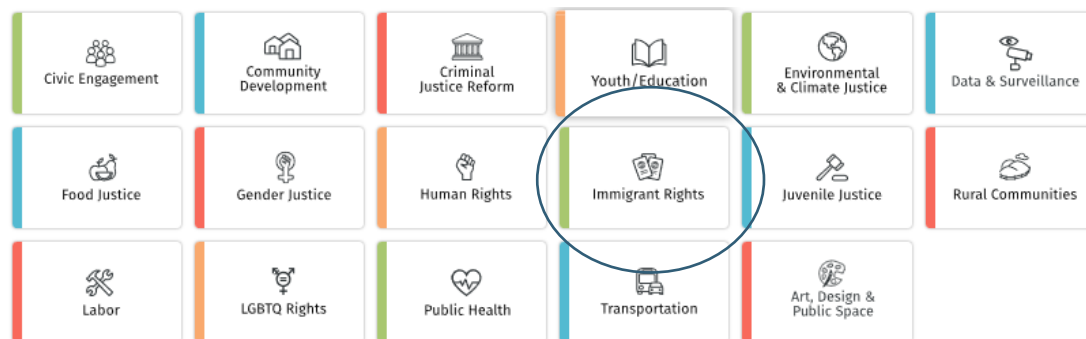 Civic Engagement
Community
Development
Criminal
Justice Reform
Youth/Education
Environmental
& Climate Justice
Data & Surveillance
Food Justice
Gender Justice
Human Rights
Immigrant Rights
Juvenile Justice
Rural Communities
Labor
LGBTQ Rights
Public Health
Transportation
Art, Design &
Public Space